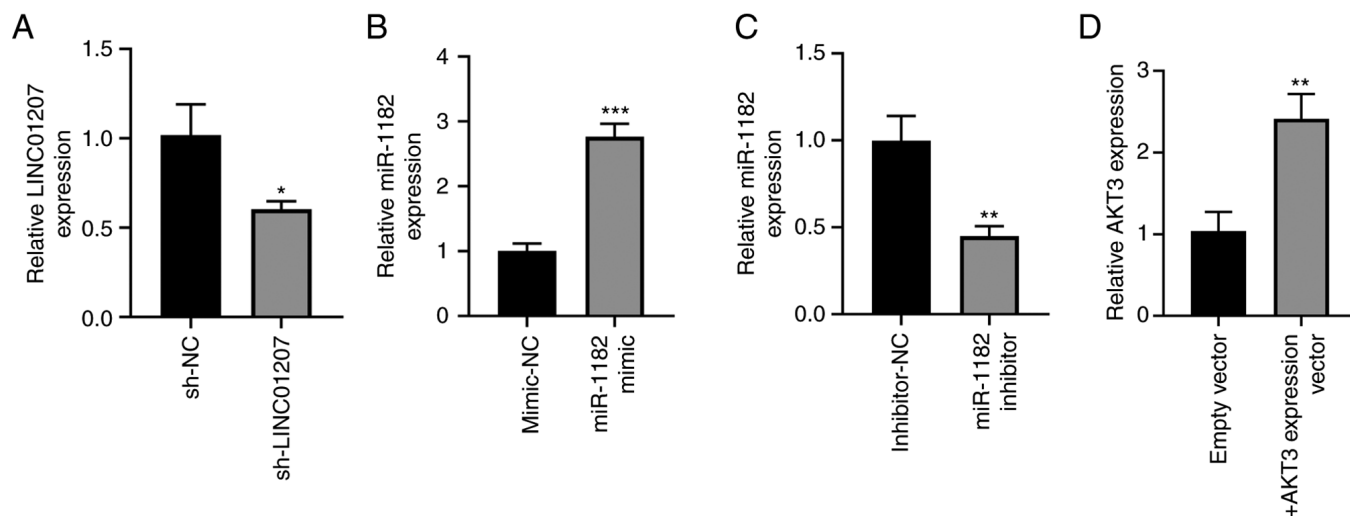 A
Relative LINC01207
expression
1.5
1.0
0.5
0.0
*
sh-NC
sh-LINC01207
B
Relative miR-1182
expression
4
3
2
1
0
***
Mimic-NC
miR-1182
mimic
C
Relative miR-1182
expression
1.5
1.0
0.5
0.0
**
Inhibitor-NC
miR-1182
inhibitor
D
Relative AKT3 expression
3
2
1
0
**
Empty vector
+AKT3 expression
vector